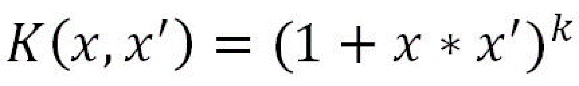 K(x, x′) = (1 + x ∗ x′)ᵏ